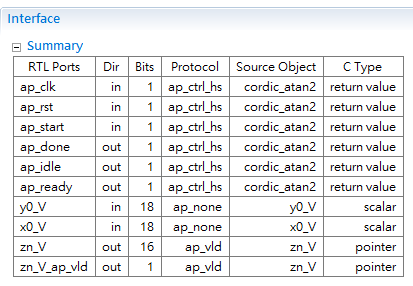 Interface
Summary
RTL Ports Dir Bits Protocol Source Object C Type
ap_clk in 1 ap_ctrl_hs cordic_atan2 return value
ap_rst in 1 ap_ctrl_hs cordic_atan2 return value
ap_start in 1 ap_ctrl_hs cordic_atan2 return value
ap_done out 1 ap_ctrl_hs cordic_atan2 return value
ap_idle out 1 ap_ctrl_hs cordic_atan2 return value
ap_ready out 1 ap_ctrl_hs cordic_atan2 return value
y0_V in 18 ap_none y0_V scalar
x0_V in 18 ap_none x0_V scalar
zn_V out 16 ap_vld zn_V pointer
zn_V_ap_vld out 1 ap_vld zn_V pointer